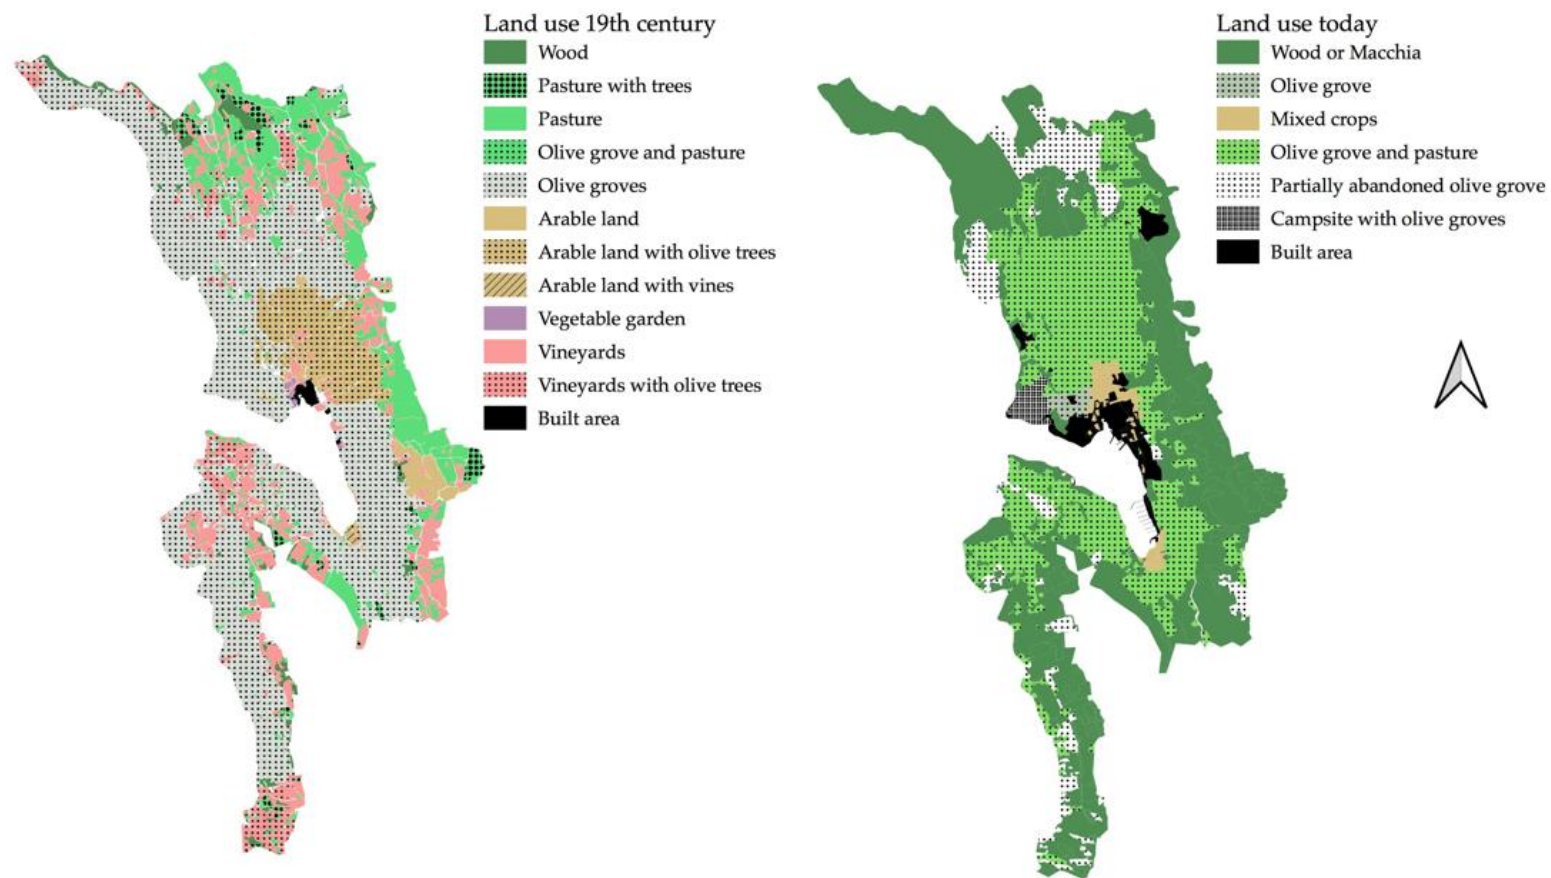 Land use 19th century
Wood
Pasture with trees
Pasture
Olive grove and pasture
Olive groves
Arable land
Arable land with olive trees
Arable land with vines
Vegetable garden
Vineyards
Vineyards with olive trees
Built area
Land use today
Wood or Macchia
Olive grove
Mixed crops
Olive grove and pasture
Partially abandoned olive grove
Campsite with olive groves
Built area